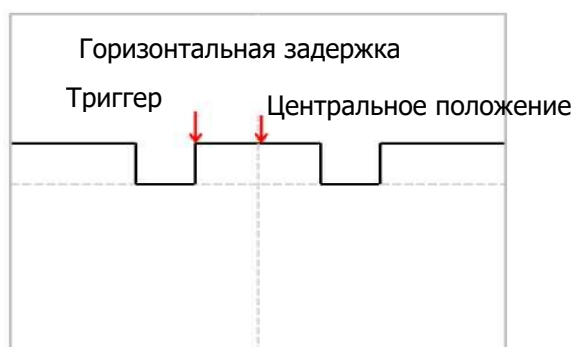 Горизонтальная задержка
Триггер
Центральное положение